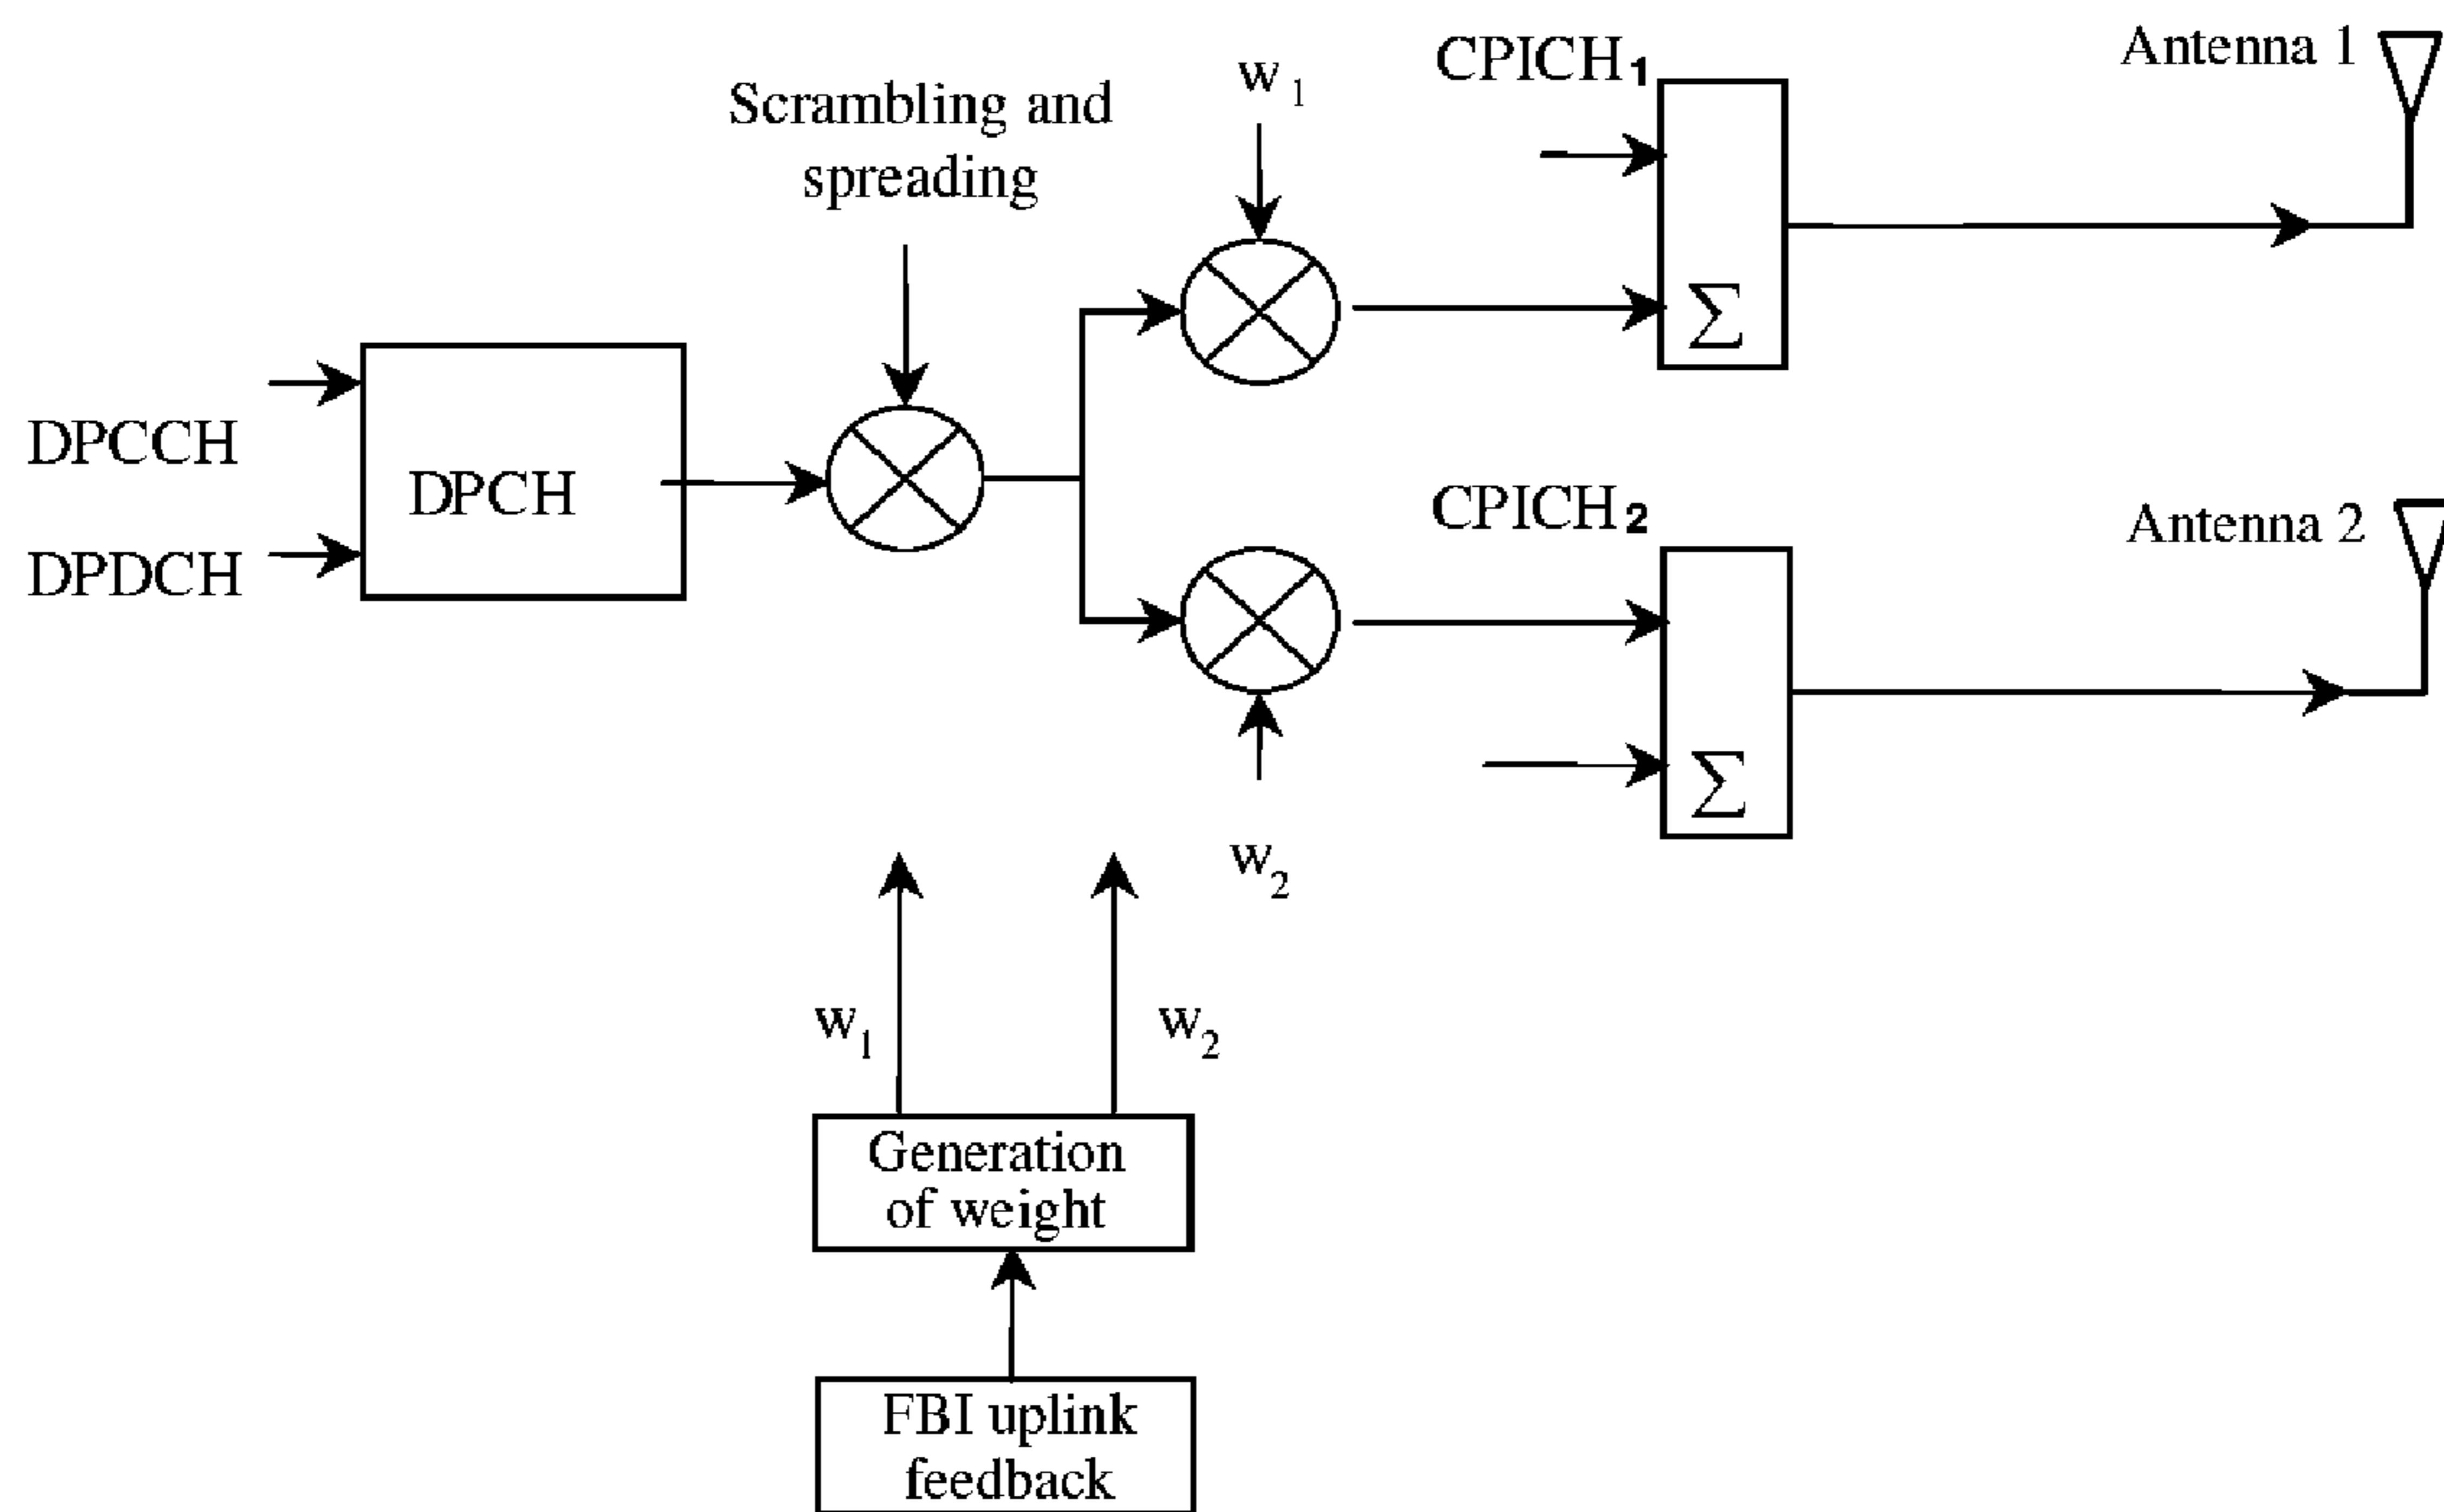 Antenna 1
CPICH1
w1
Scrambling and
spreading
Σ
DPCCH
DPCH
CPICH2
Antenna 2
DPDCH
Σ
w2
w1
w2
Generation
of weight
FBI uplink
feedback